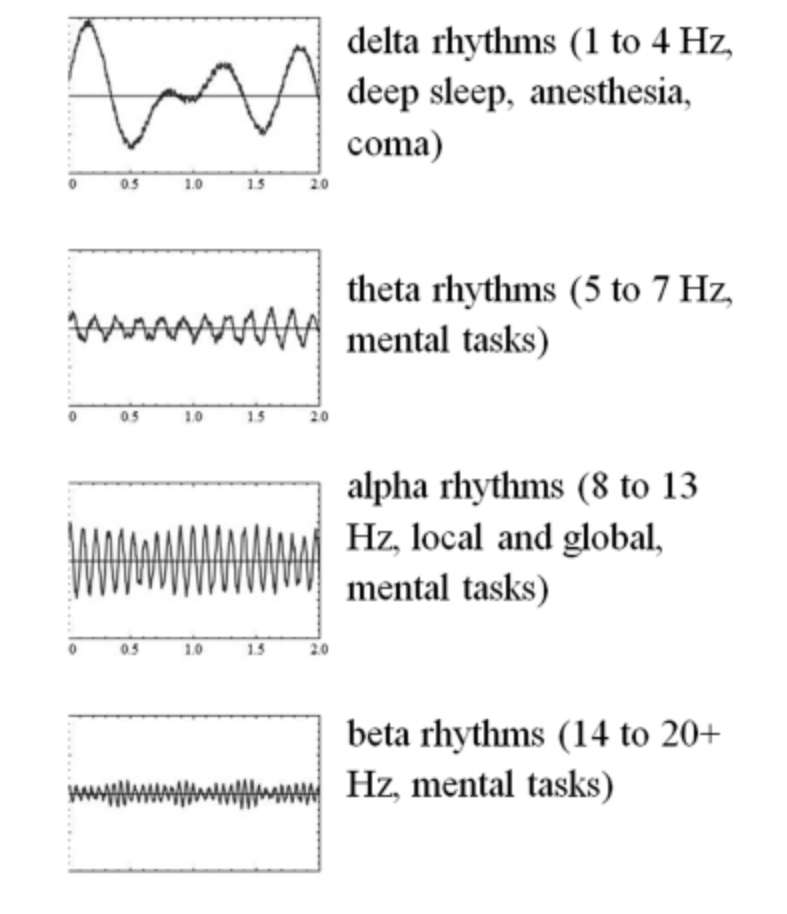 delta rhythms (1 to 4 Hz,
deep sleep, anesthesia,
coma)
0 0.5 1.0 1.5 2.0
theta rhythms (5 to 7 Hz,
mental tasks)
0 0.5 1.0 1.5 2.0
alpha rhythms (8 to 13
Hz, local and global,
mental tasks)
0 0.5 1.0 1.5 2.0
beta rhythms (14 to 20+
Hz, mental tasks)